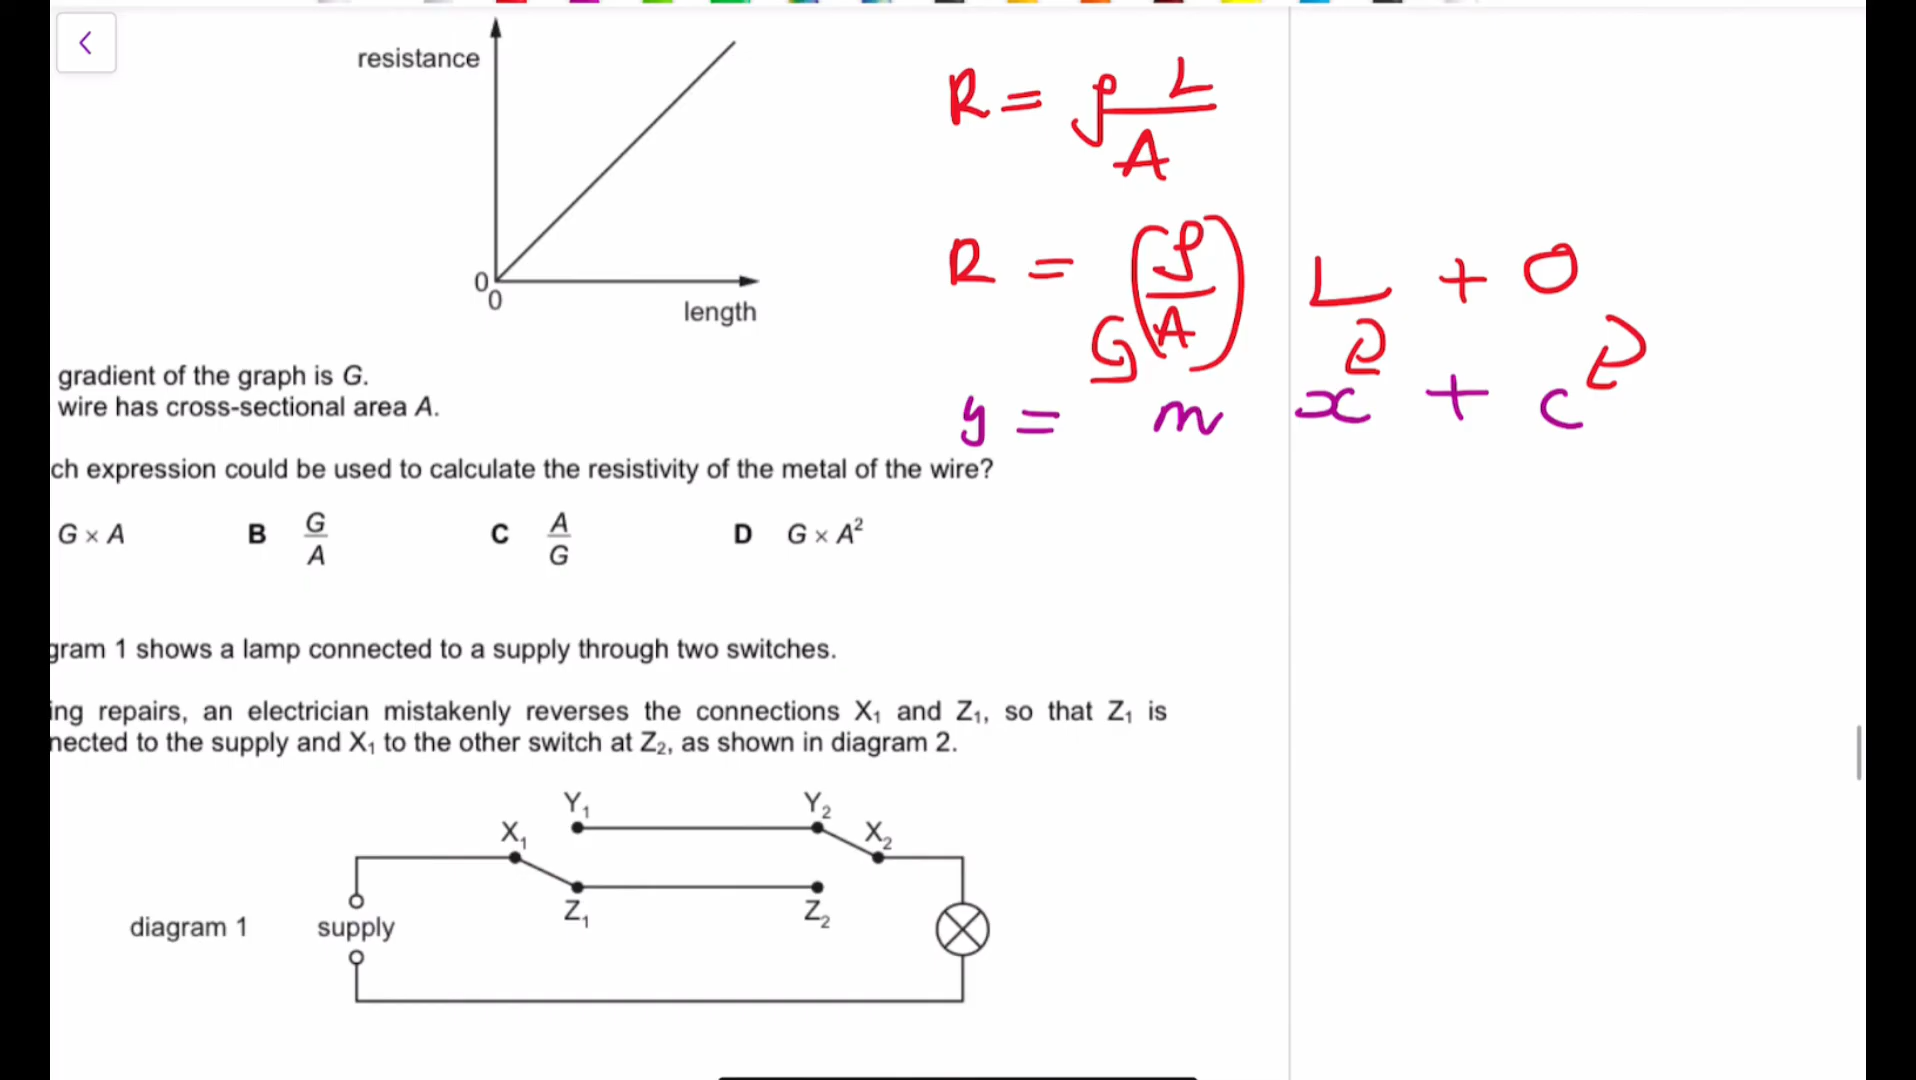 resistance
0
0
length
R = ρ L / A
R = (ρ / A) L + 0
y = m x + c
gradient of the graph is G.
wire has cross-sectional area A.
ch expression could be used to calculate the resistivity of the metal of the wire?
G × A B G/A C A/G D G × A²
gram 1 shows a lamp connected to a supply through two switches.
ing repairs, an electrician mistakenly reverses the connections X₁ and Z₁, so that Z₁ is
nected to the supply and X₁ to the other switch at Z₂, as shown in diagram 2.
Y₁ Y₂
X₁ X₂
Z₁ Z₂
diagram 1 supply